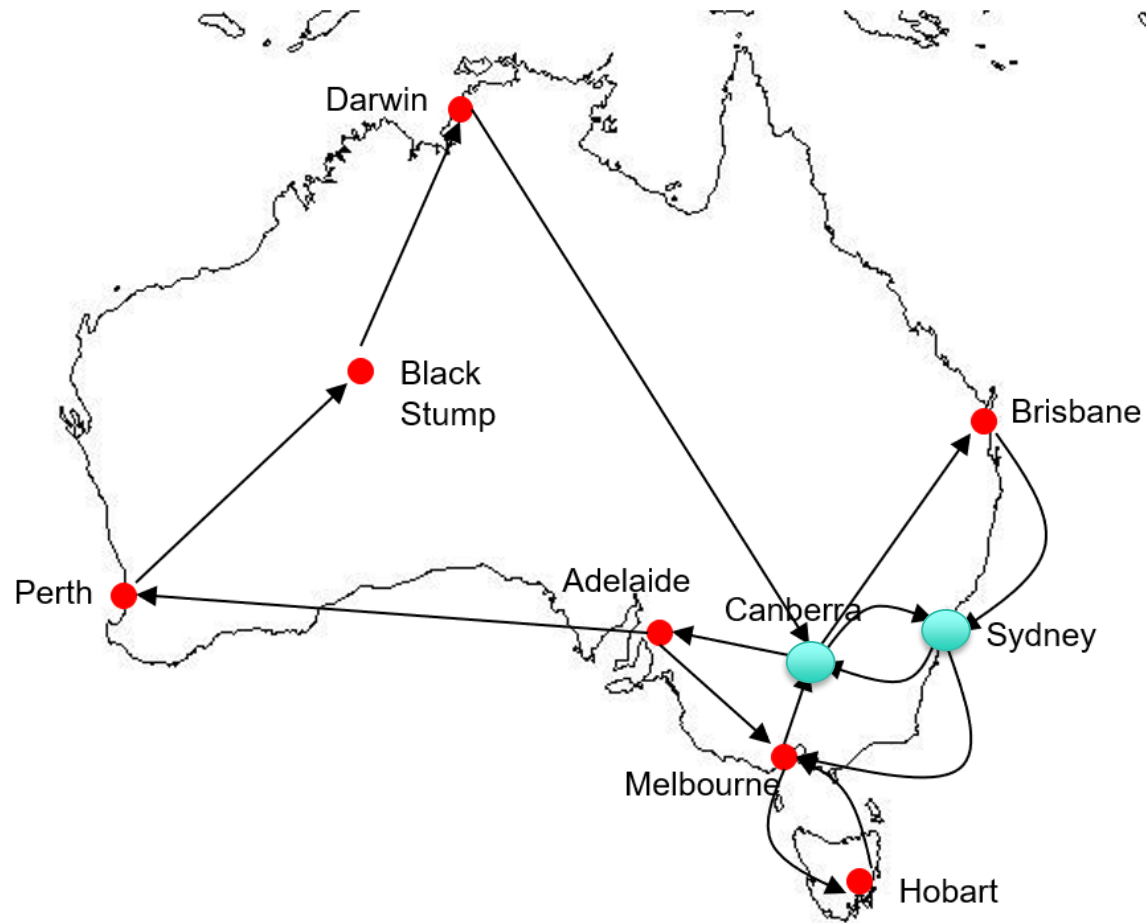 Darwin
Black
Stump
Brisbane
Perth
Adelaide
Canberra
Sydney
Melbourne
Hobart